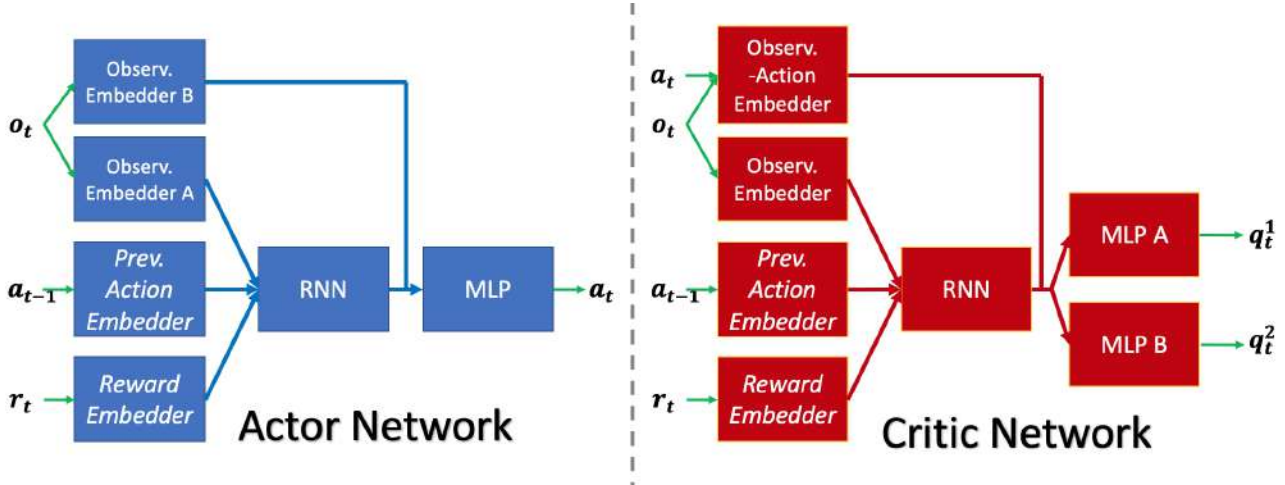 Observ.
Embedder B
o_t
Observ.
Embedder A
a_{t-1}
Prev.
Action
Embedder
RNN
MLP
a_t
r_t
Reward
Embedder
Actor Network
a_t
Observ.
-Action
Embedder
o_t
Observ.
Embedder
a_{t-1}
Prev.
Action
Embedder
RNN
MLP A
q_t^1
MLP B
q_t^2
r_t
Reward
Embedder
Critic Network